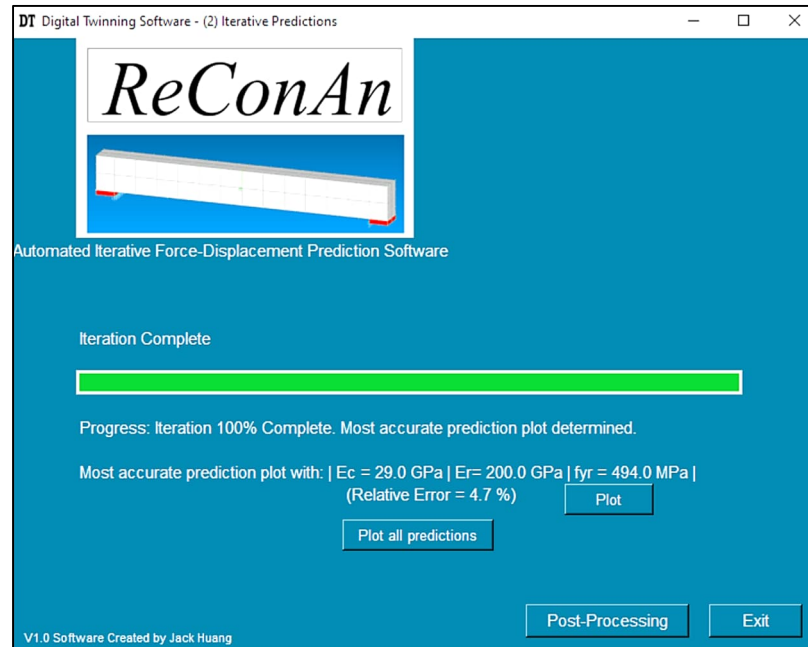 DT Digital Twinning Software - (2) Iterative Predictions
ReConAn
Automated Iterative Force-Displacement Prediction Software
Iteration Complete
Progress: Iteration 100% Complete. Most accurate prediction plot determined.
Most accurate prediction plot with: | Ec = 29.0 GPa | Er= 200.0 GPa | fyr = 494.0 MPa |
(Relative Error = 4.7 %)
Plot
Plot all predictions
Post-Processing
Exit
V1.0 Software Created by Jack Huang